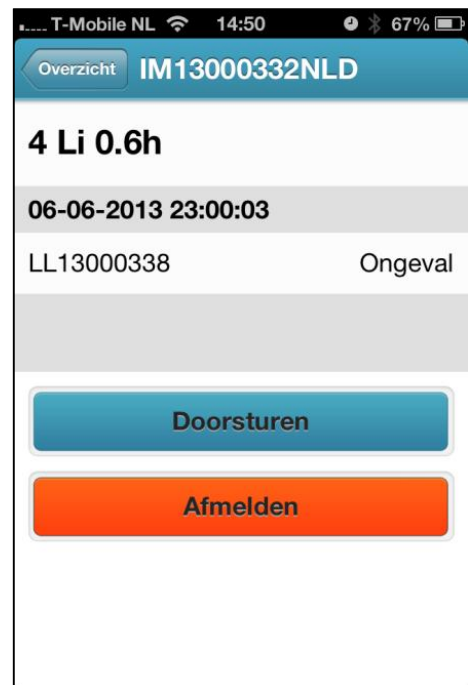 T-Mobile NL 14:50 67%
Overzicht IM13000332NLD
4 Li 0.6h
06-06-2013 23:00:03
LL13000338 Ongeval
Doorsturen
Afmelden